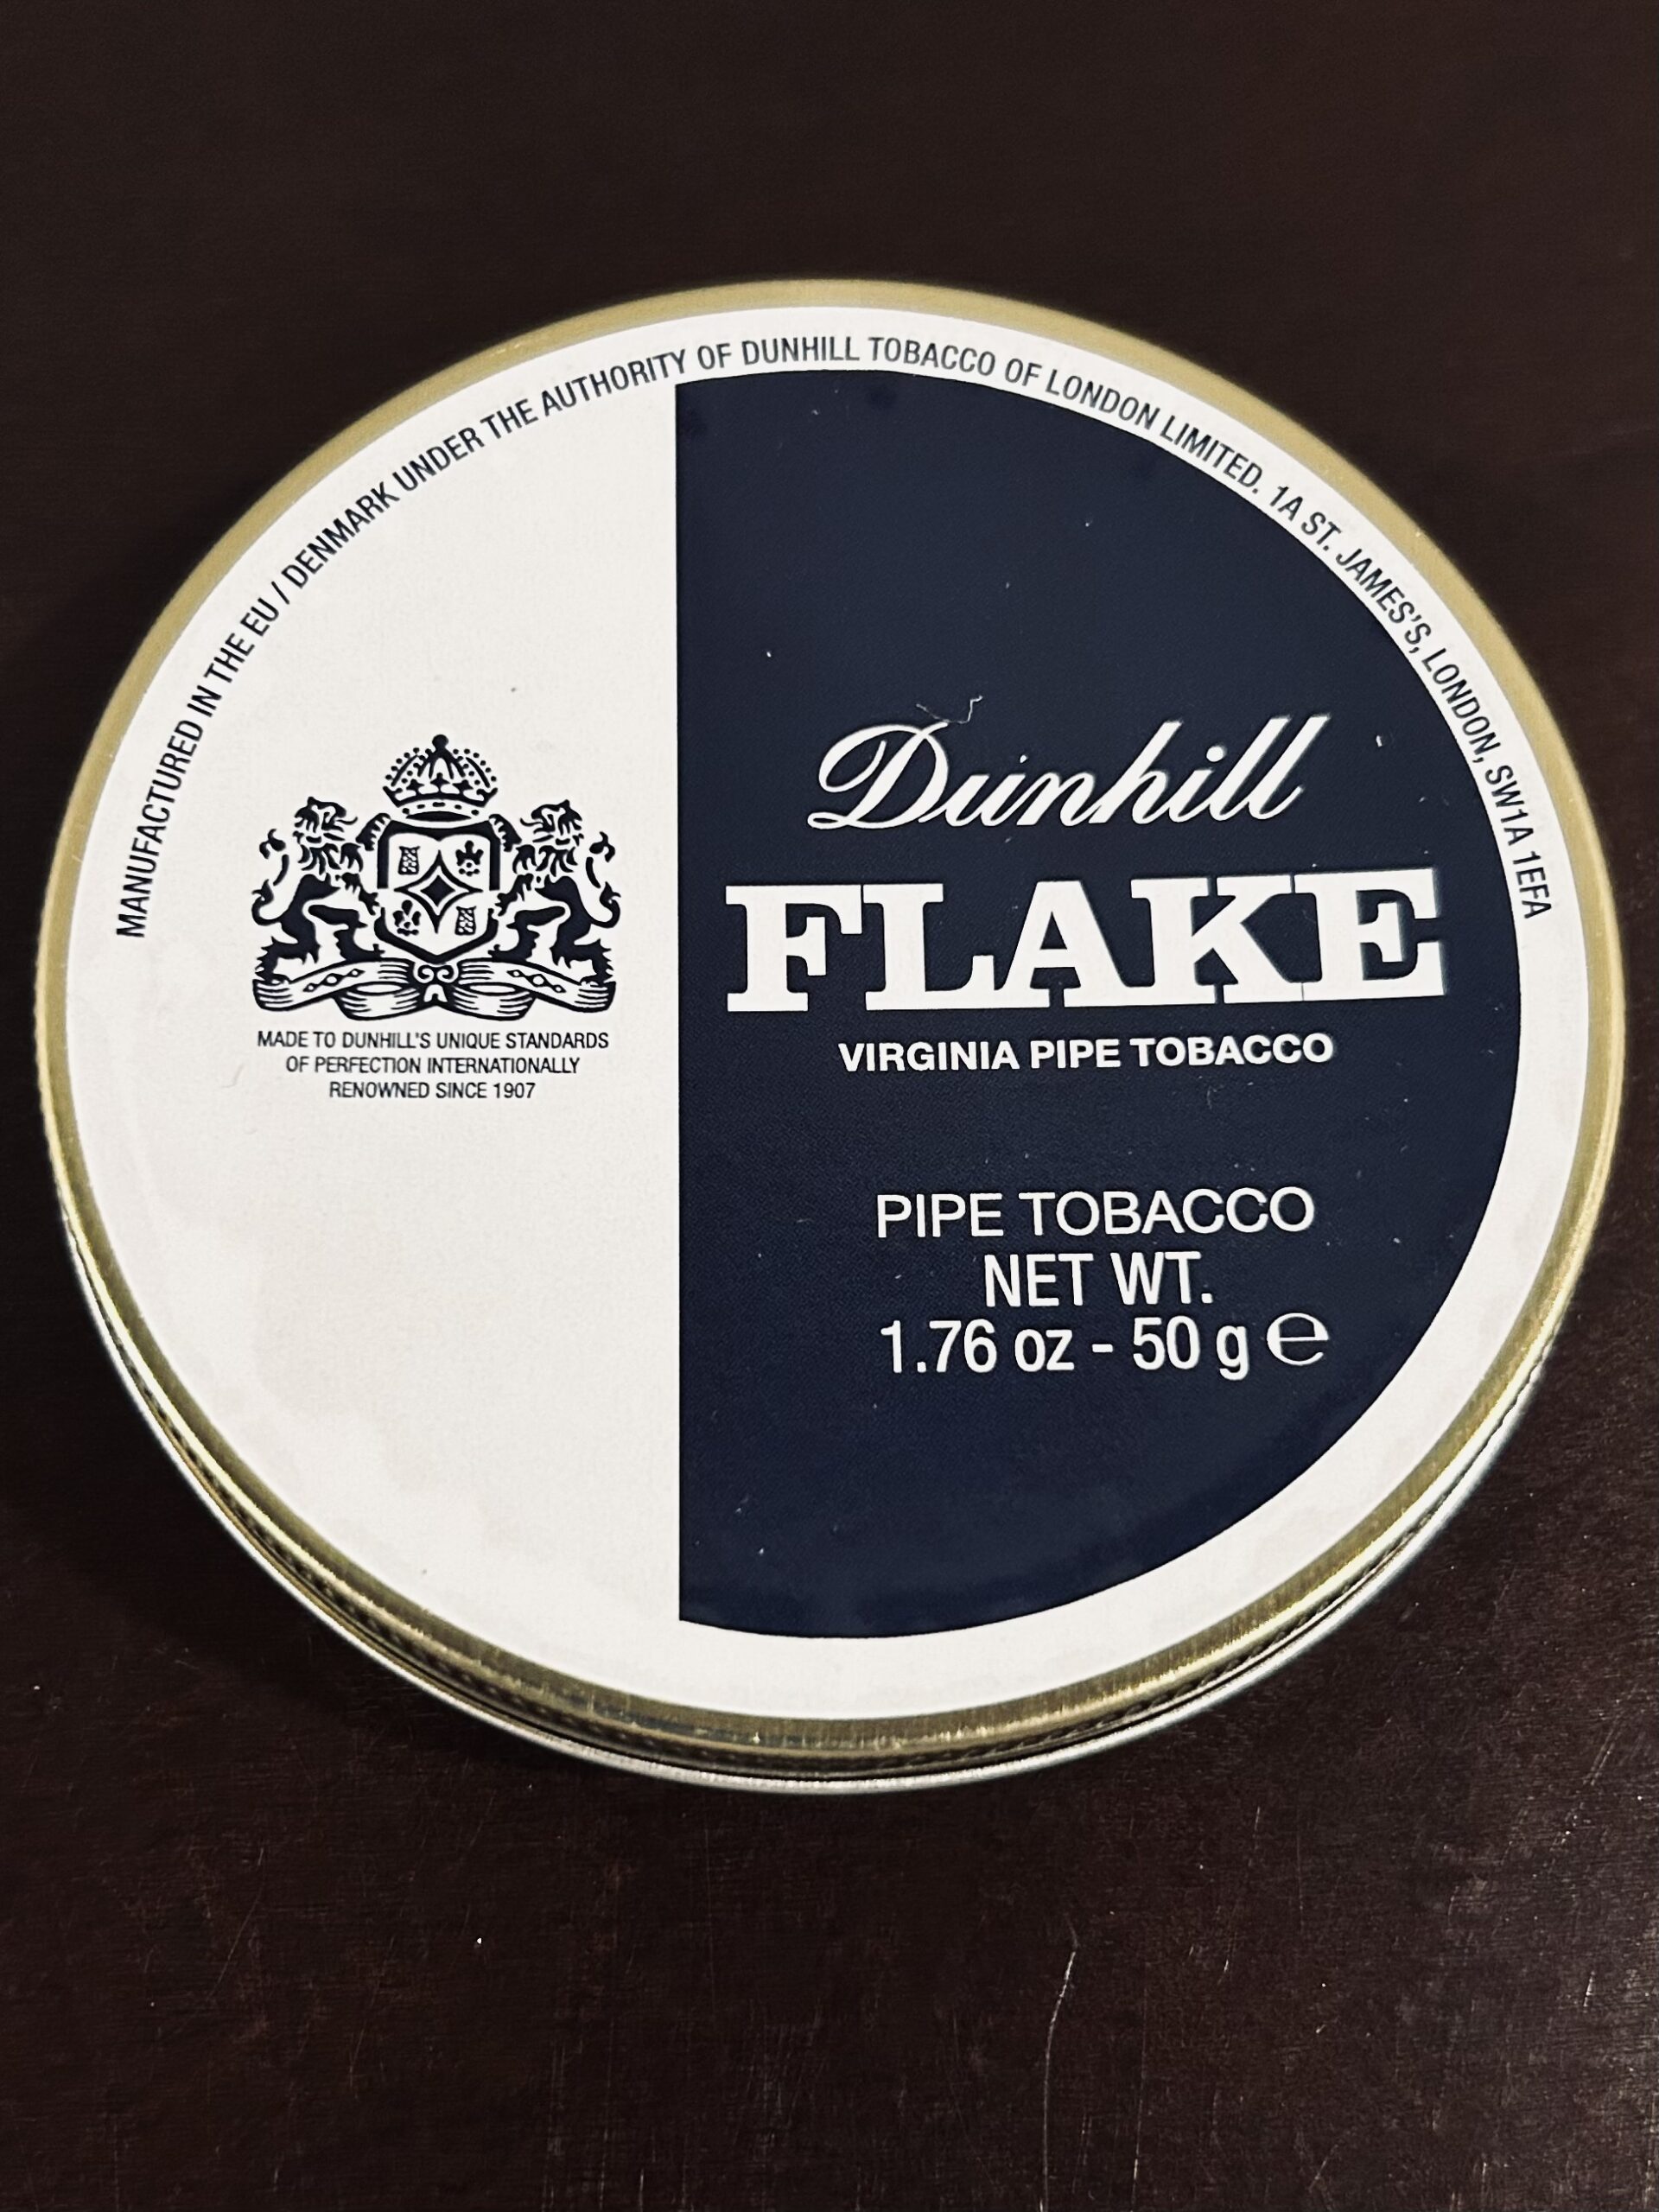 MANUFACTURED IN THE EU / DENMARK UNDER THE AUTHORITY OF DUNHILL TOBACCO OF LONDON LIMITED. 1A ST. JAMES'S, LONDON, SW1A 1EFA
MADE TO DUNHILL'S UNIQUE STANDARDS
OF PERFECTION INTERNATIONALLY
RENOWNED SINCE 1907
Dunhill
FLAKE
VIRGINIA PIPE TOBACCO
PIPE TOBACCO
NET WT.
1.76 oz - 50 g ℮